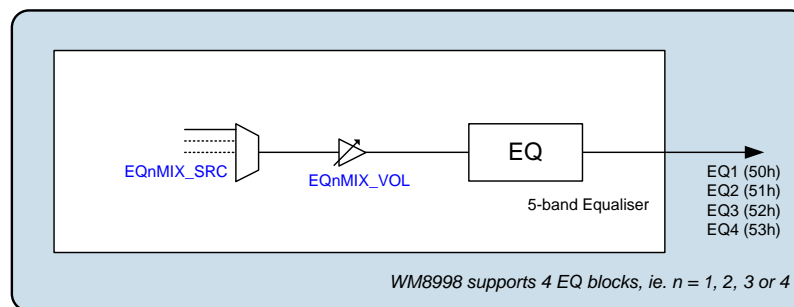 EQnMIX_SRC
EQnMIX_VOL
EQ
5-band Equaliser
EQ1 (50h)
EQ2 (51h)
EQ3 (52h)
EQ4 (53h)
WM8998 supports 4 EQ blocks, ie. n = 1, 2, 3 or 4